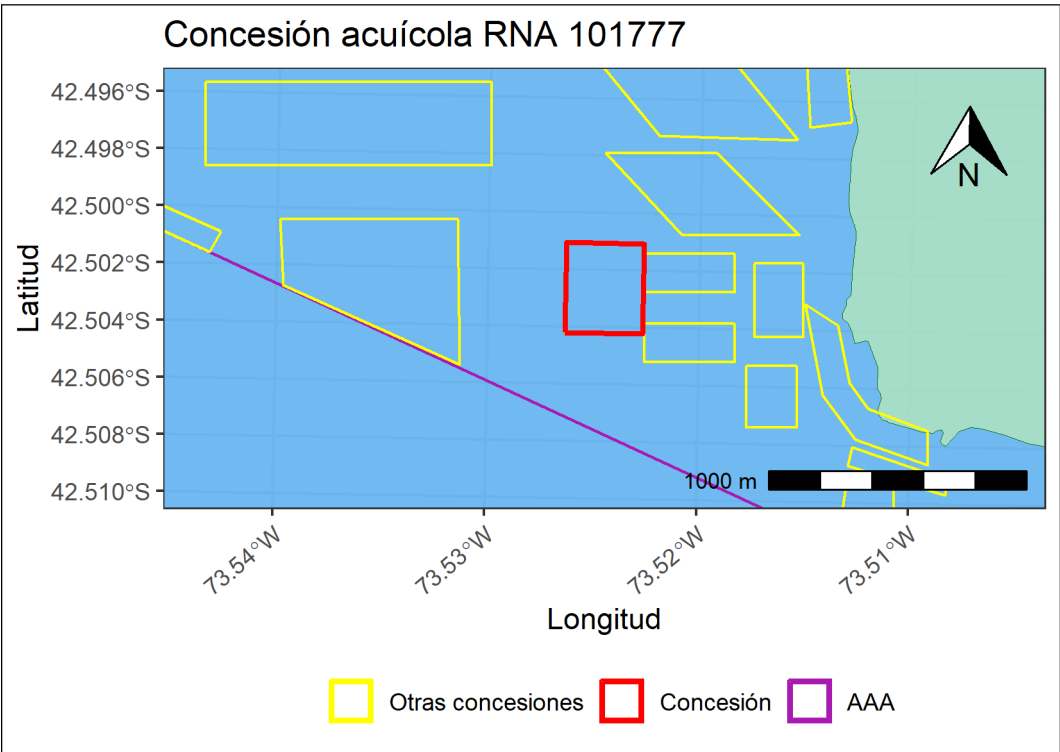 Concesión acuícola RNA 101777
42.496°S
42.498°S
42.500°S
42.502°S
42.504°S
42.506°S
42.508°S
42.510°S
Latitud
N
1000 m
73.54°W
73.53°W
73.52°W
73.51°W
Longitud
Otras concesiones
Concesión
AAA